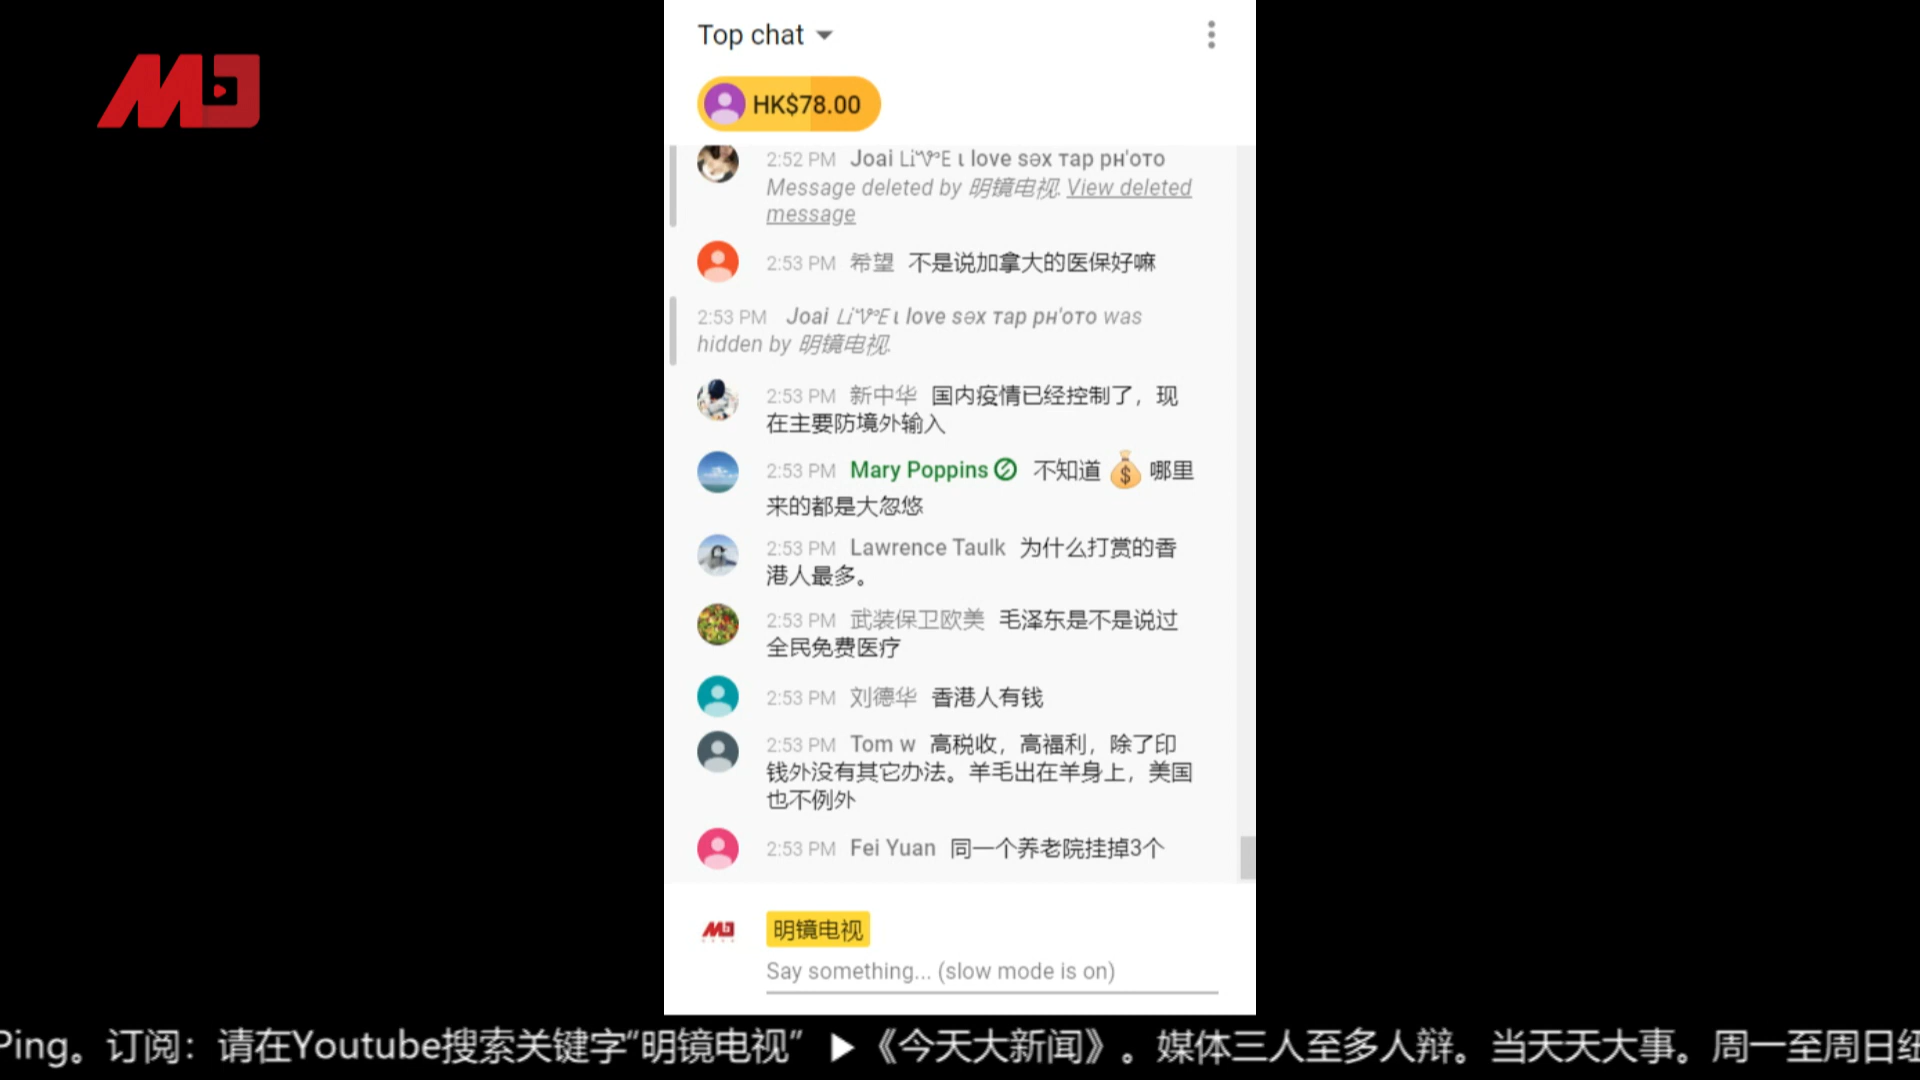 MD
Top chat
HK$78.00
2:52 PM Joai Li'V°E ɩ love sәx тap pн'oтo
Message deleted by 明镜电视. View deleted
message
2:53 PM 希望 不是说加拿大的医保好嘛
2:53 PM Joai Li'V°E ɩ love sәx тap pн'oтo was
hidden by 明镜电视.
2:53 PM 新中华 国内疫情已经控制了，现
在主要防境外输入
2:53 PM Mary Poppins 不知道 💰 哪里
来的都是大忽悠
2:53 PM Lawrence Taulk 为什么打赏的香
港人最多。
2:53 PM 武装保卫欧美 毛泽东是不是说过
全民免费医疗
2:53 PM 刘德华 香港人有钱
2:53 PM Tom w 高税收，高福利，除了印
钱外没有其它办法。羊毛出在羊身上，美国
也不例外
2:53 PM Fei Yuan 同一个养老院挂掉3个
明镜电视
Say something... (slow mode is on)
Ping。订阅：请在Youtube搜索关键字“明镜电视” ▶《今天大新闻》。媒体三人至多人辩。当天天大事。周一至周日纽